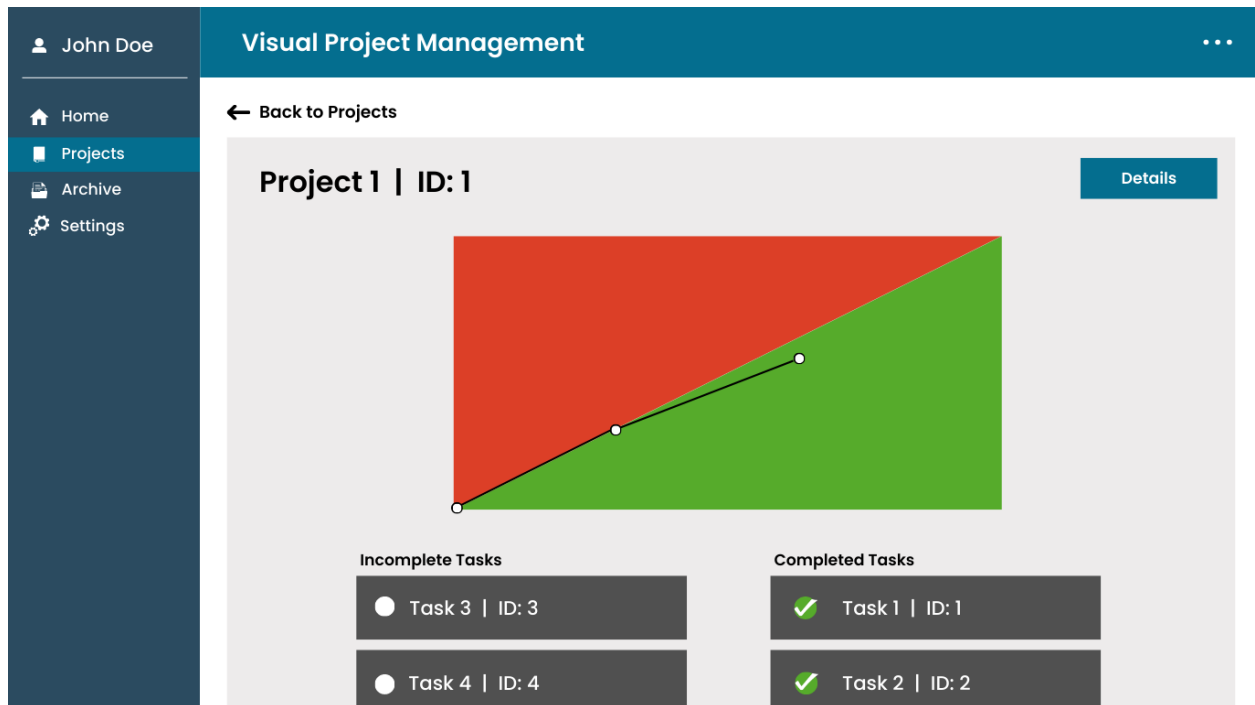 John Doe
Visual Project Management
Home
Projects
Archive
Settings
Back to Projects
Project 1 | ID: 1
Details
Incomplete Tasks
Task 3 | ID: 3
Task 4 | ID: 4
Completed Tasks
Task 1 | ID: 1
Task 2 | ID: 2